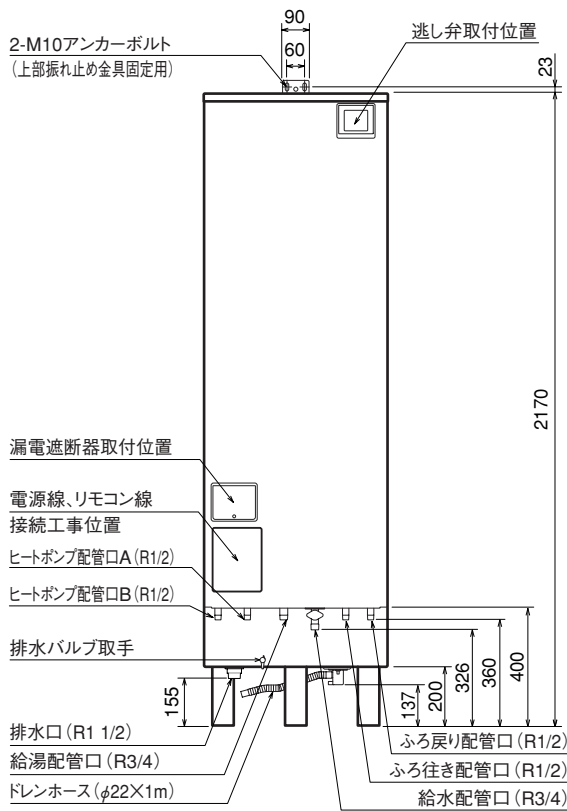 90
2-M10アンカーボルト
逃し弁取付位置
（上部振れ止め金具固定用）
60
23
2170
漏電遮断器取付位置
電源線、リモコン線
接続工事位置
ヒートポンプ配管口A（R1/2）
ヒートポンプ配管口B（R1/2）
排水バルブ取手
155
137
200
326
360
400
排水口（R1 1/2）
ふろ戻り配管口（R1/2）
給湯配管口（R3/4）
ふろ往き配管口（R1/2）
ドレンホース（φ22×1m）
給水配管口（R3/4）